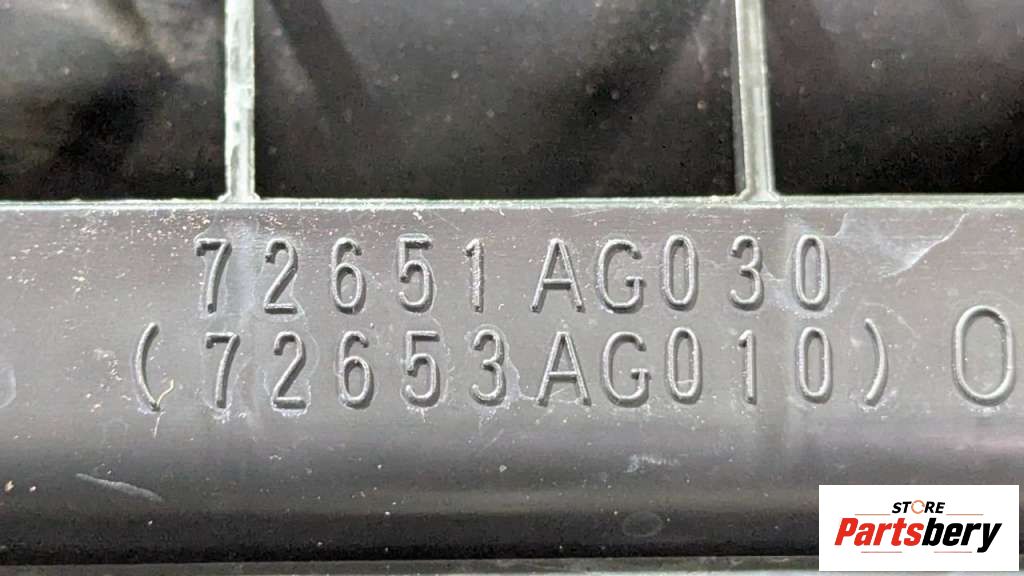 72651AG030
(72653AG010) O
STORE
Partsbery